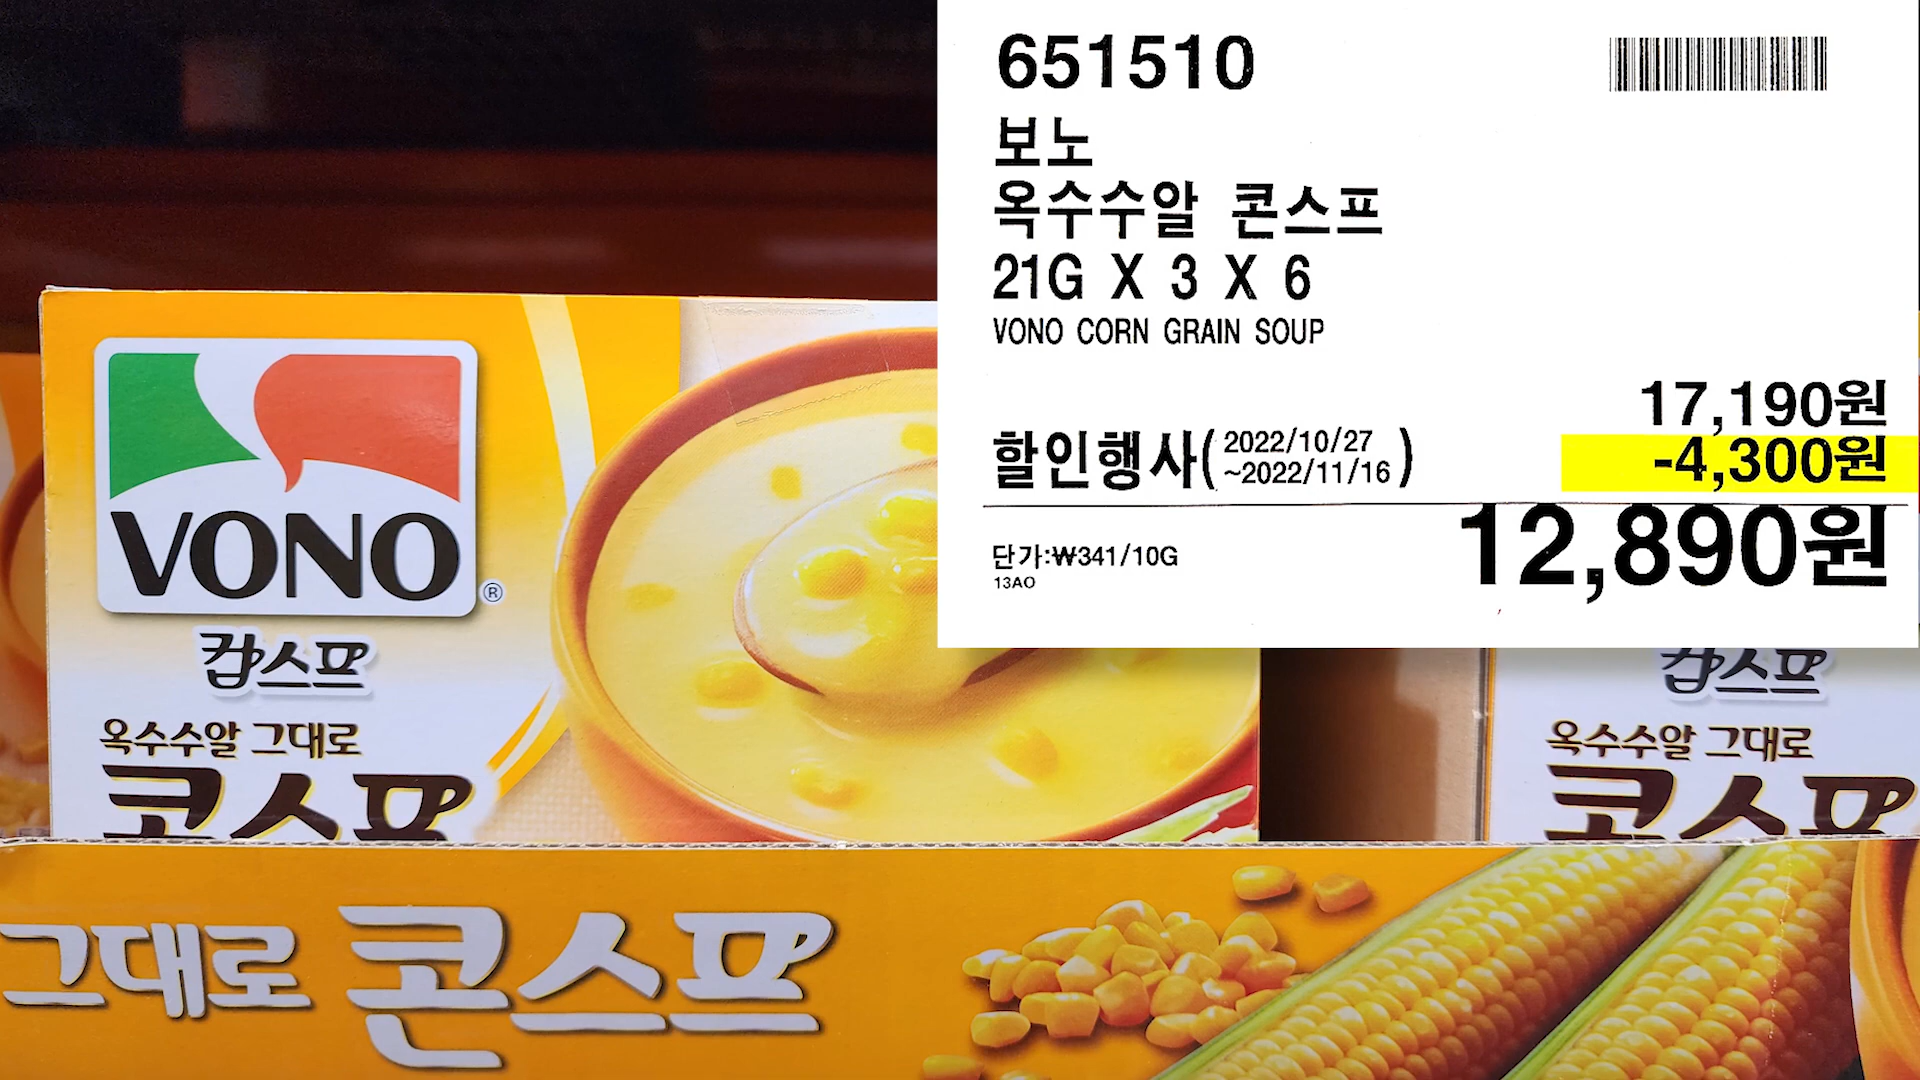 651510
보노
옥수수알 콘스프
21G X 3 X 6
VONO CORN GRAIN SOUP
17,190원
할인행사(2022/10/27 ~2022/11/16)
-4,300원
12,890원
단가:₩341/10G
13AO
VONO®
컵스프
옥수수알 그대로
콘스프
컵스프
옥수수알 그대로
콘스프
그대로 콘스프